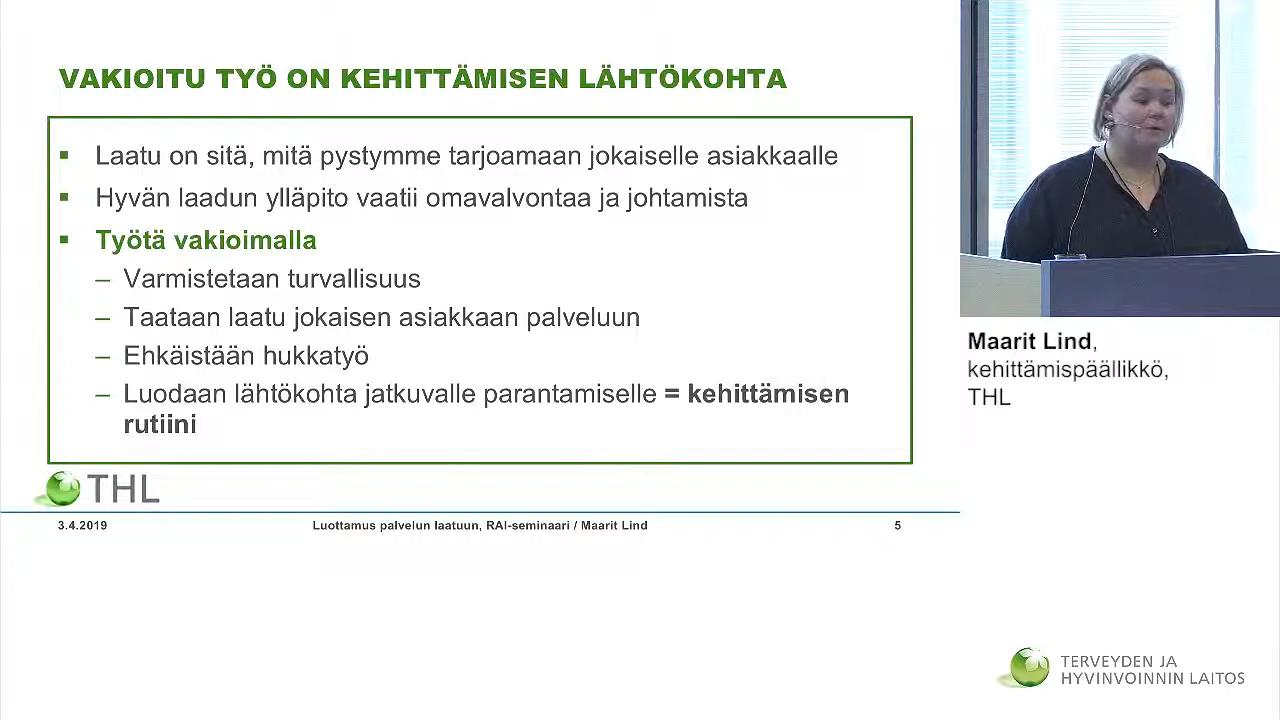 VAKIOITU TYÖ ON KEHITTÄMISEN LÄHTÖKOHTA
Laatu on sitä, mitä pystymme tarjoamaan jokaiselle asiakkaalle
Hyvän laadun ylläpito vaatii omavalvontaa ja johtamista
Työtä vakioimalla
– Varmistetaan turvallisuus
– Taataan laatu jokaisen asiakkaan palveluun
– Ehkäistään hukkatyö
– Luodaan lähtökohta jatkuvalle parantamiselle = kehittämisen
rutiini
THL
3.4.2019 Luottamus palvelun laatuun, RAI-seminaari / Maarit Lind 5
Maarit Lind,
kehittämispäällikkö,
THL
TERVEYDEN JA
HYVINVOINNIN LAITOS